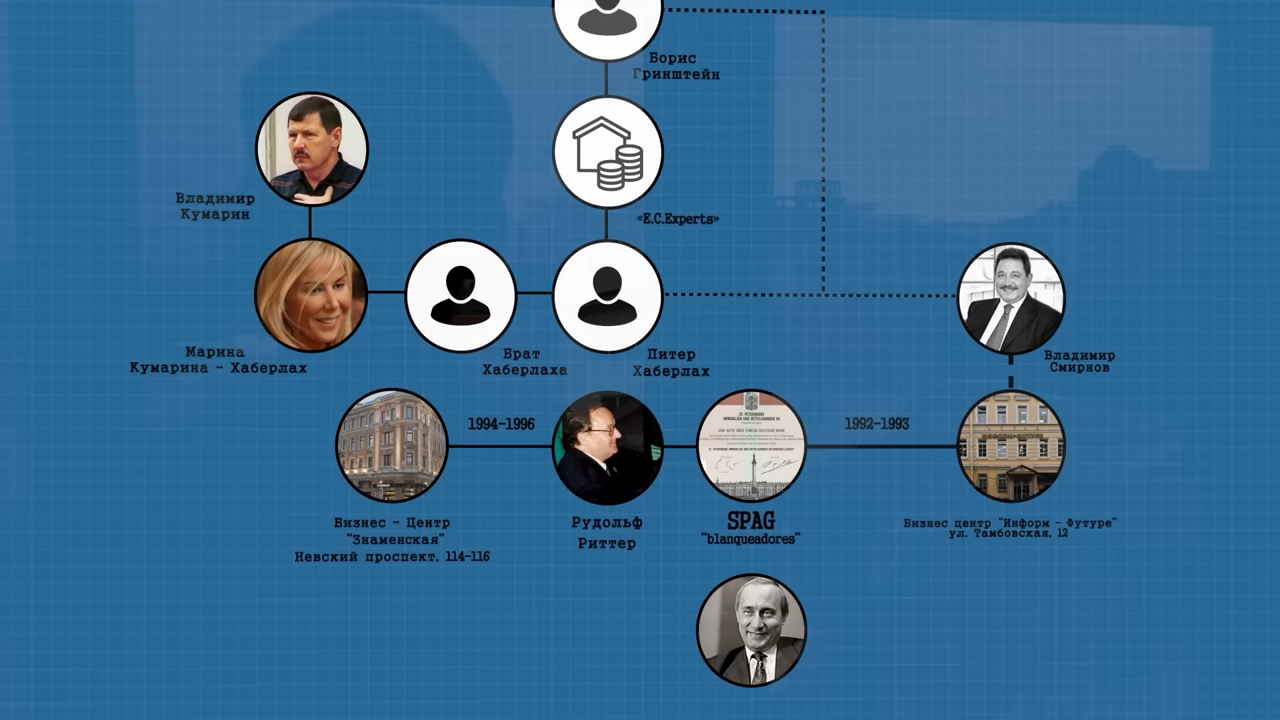 Борис
Гринштейн
Владимир
Кумарин
«E.C.Experts»
Марина
Кумарина - Хаберлах
Брат
Хаберлаха
Питер
Хаберлах
Владимир
Смирнов
1994-1996
1992-1993
Бизнес - Центр
"Знаменская"
Невский проспект, 114-116
Рудольф
Риттер
SPAG
"blanqueadores"
Бизнес центр "Информ - Футуре"
ул. Тамбовская, 12